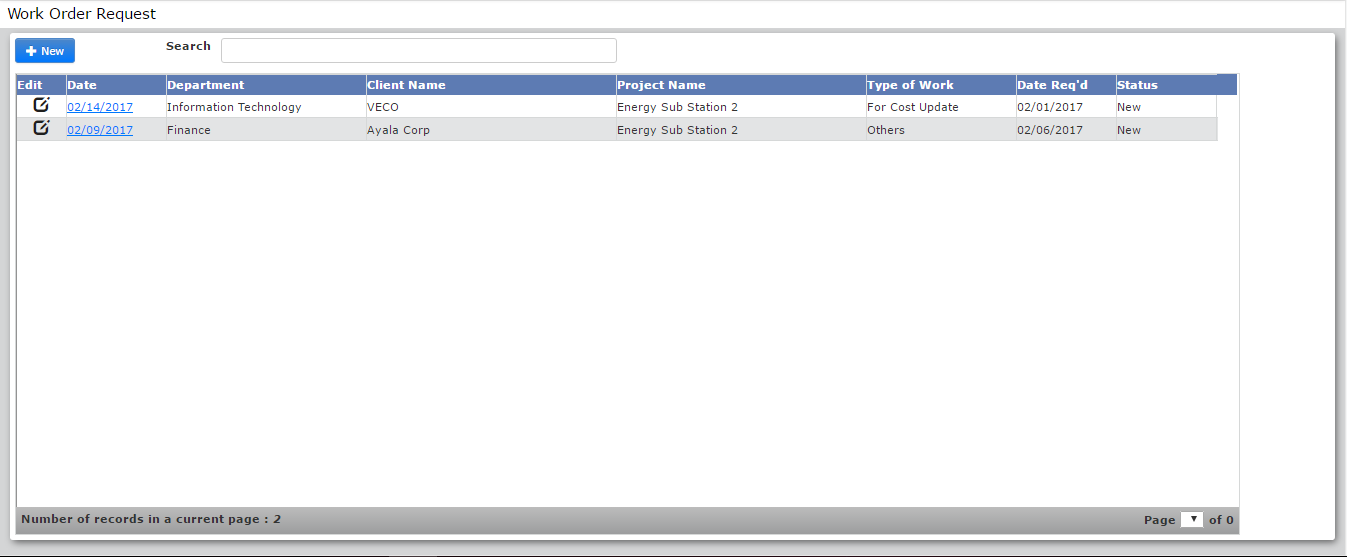 Work Order Request
New Search
Edit Date Department Client Name Project Name Type of Work Date Req'd Status
02/14/2017 Information Technology VECO Energy Sub Station 2 For Cost Update 02/01/2017 New
02/09/2017 Finance Ayala Corp Energy Sub Station 2 Others 02/06/2017 New
Number of records in a current page : 2 Page of 0